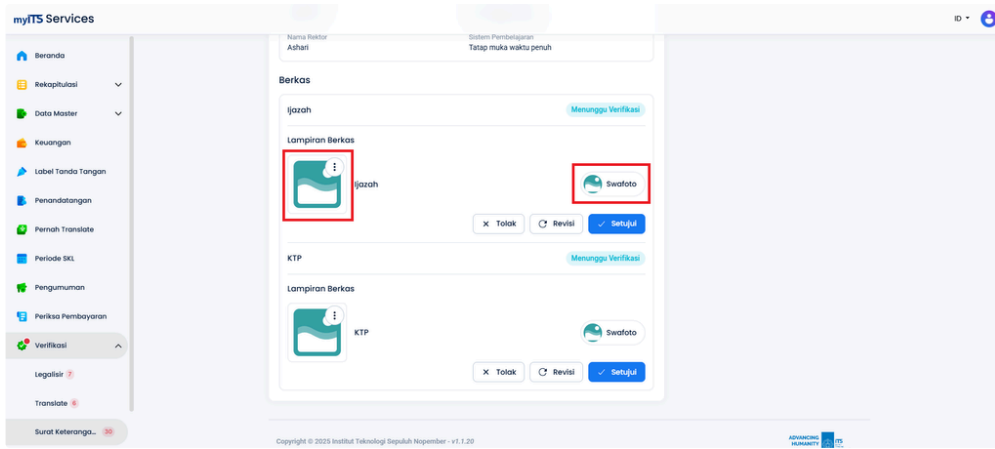 myITS Services
ID
Beranda
Rekapitulasi
Data Master
Keuangan
Label Tanda Tangan
Penandatangan
Pernah Translate
Periode SKL
Pengumuman
Periksa Pembayaran
Verifikasi
Legalisir 7
Translate 6
Surat Keteranga... 30
Nama Rektor
Sistem Pembelajaran
Ashari
Tatap muka waktu penuh
Berkas
Ijazah
Menunggu Verifikasi
Lampiran Berkas
Ijazah
Swafoto
Tolak
Revisi
Setujui
KTP
Menunggu Verifikasi
Lampiran Berkas
KTP
Swafoto
Tolak
Revisi
Setujui
Copyright © 2025 Institut Teknologi Sepuluh Nopember - v1.1.20
ADVANCING
HUMANITY
ITS